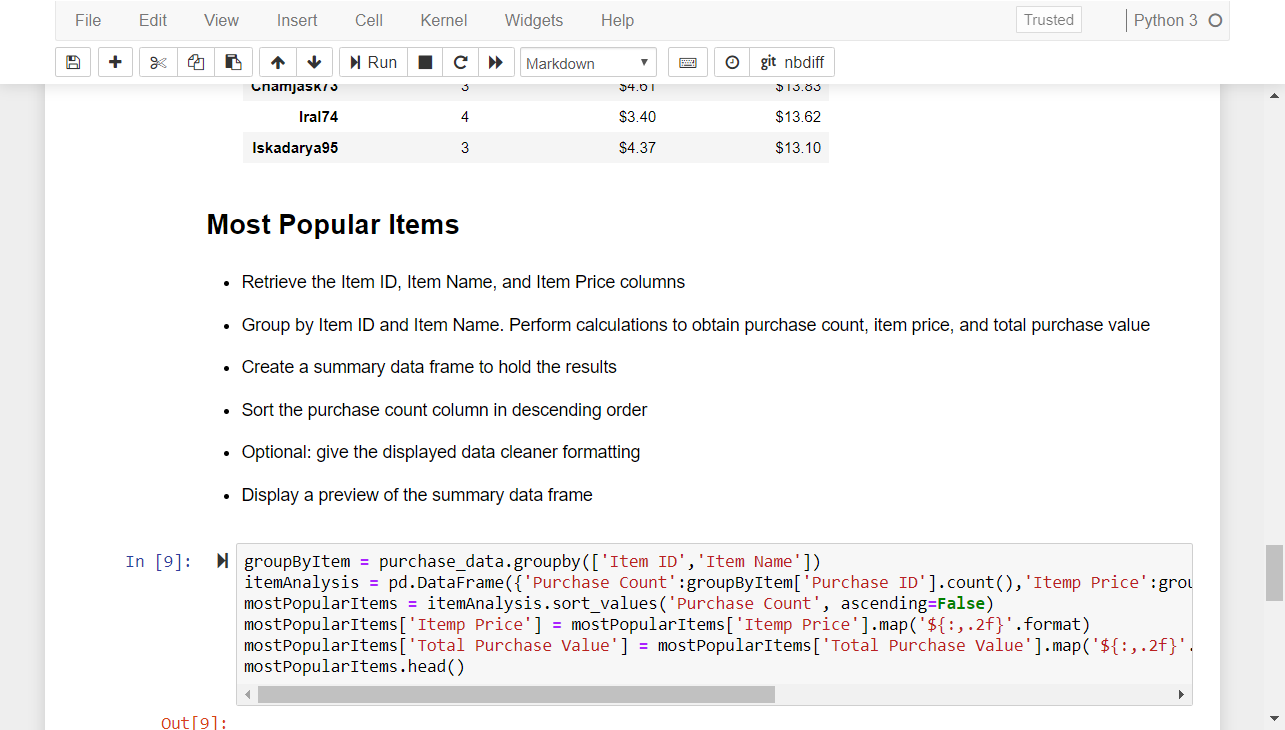 File Edit View Insert Cell Kernel Widgets Help Trusted Python 3
Run Markdown git nbdiff
Chamjask73 3 $4.61 $13.83
Iral74 4 $3.40 $13.62
Iskadarya95 3 $4.37 $13.10
Most Popular Items
Retrieve the Item ID, Item Name, and Item Price columns
Group by Item ID and Item Name. Perform calculations to obtain purchase count, item price, and total purchase value
Create a summary data frame to hold the results
Sort the purchase count column in descending order
Optional: give the displayed data cleaner formatting
Display a preview of the summary data frame
In [9]: groupByItem = purchase_data.groupby(['Item ID','Item Name'])
itemAnalysis = pd.DataFrame({'Purchase Count':groupByItem['Purchase ID'].count(),'Itemp Price':grou
mostPopularItems = itemAnalysis.sort_values('Purchase Count', ascending=False)
mostPopularItems['Itemp Price'] = mostPopularItems['Itemp Price'].map('${:,.2f}'.format)
mostPopularItems['Total Purchase Value'] = mostPopularItems['Total Purchase Value'].map('${:,.2f}'.
mostPopularItems.head()
Out[9]: